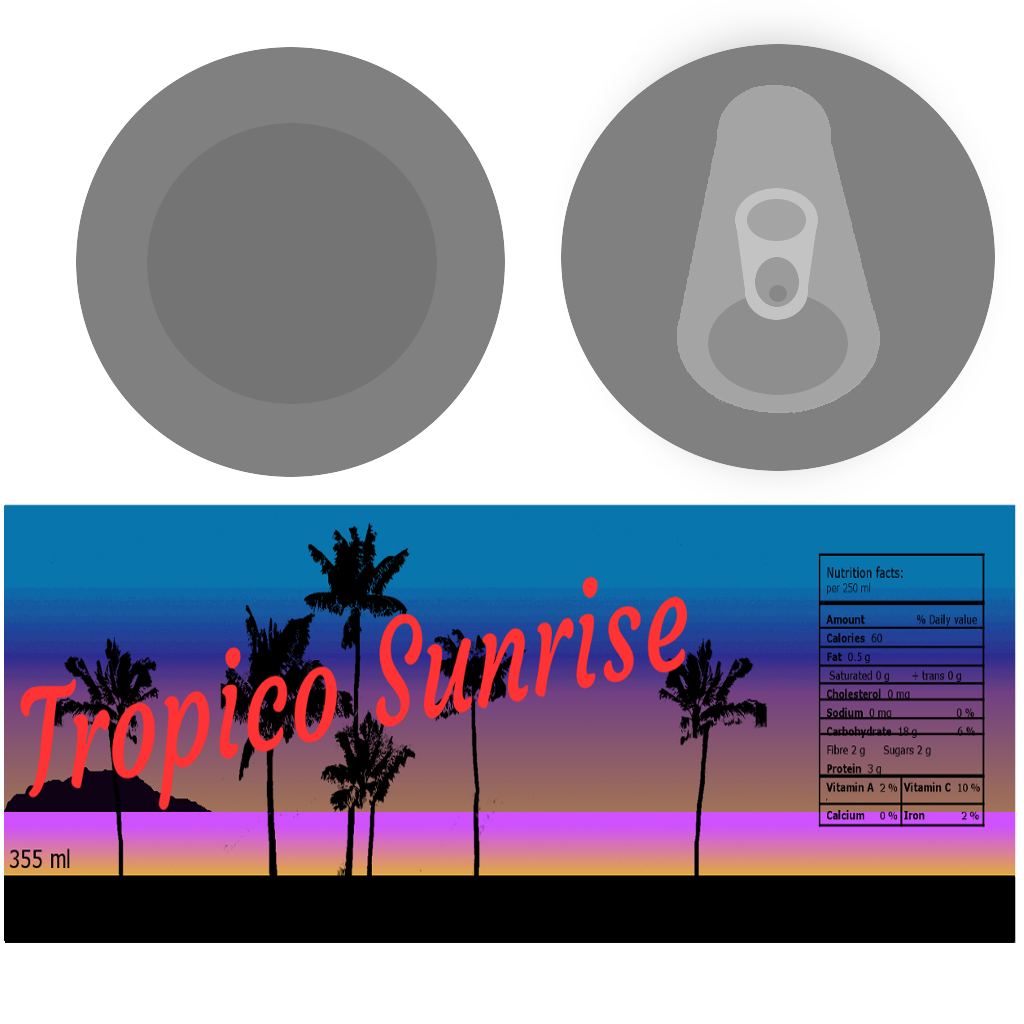 Tropico Sunrise
355 ml
Nutrition facts:
per 250 ml
Amount % Daily value
Calories 60
Fat 0.5 g
Saturated 0 g + trans 0 g
Cholesterol 0 mg
Sodium 0 mg 0 %
Carbohydrate 18 g 6 %
Fibre 2 g Sugars 2 g
Protein 3 g
Vitamin A 2 % Vitamin C 10 %
Calcium 0 % Iron 2 %